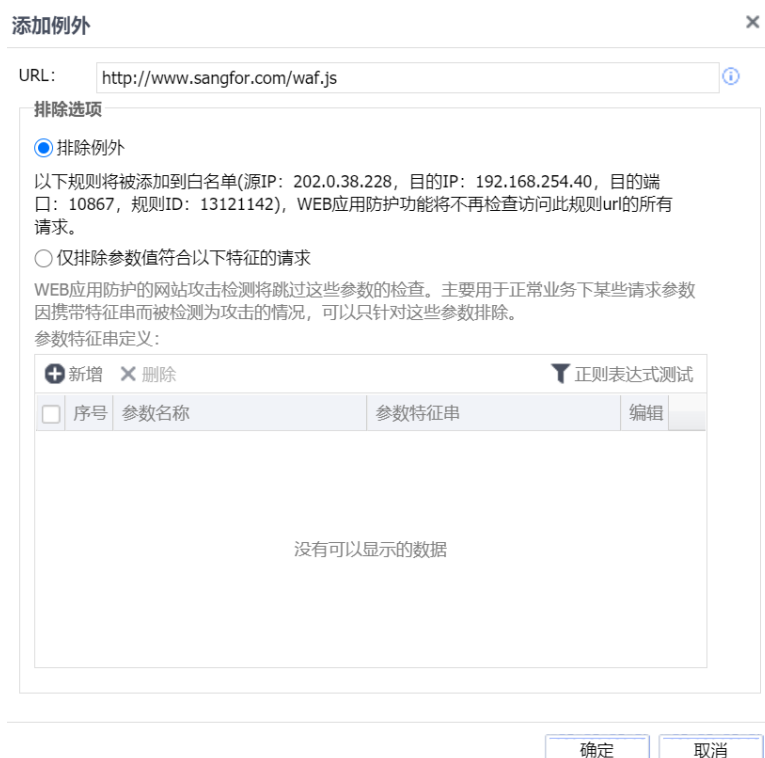 添加例外
URL： http://www.sangfor.com/waf.js
排除选项
排除例外
以下规则将被添加到白名单(源IP：202.0.38.228，目的IP：192.168.254.40，目的端
口：10867，规则ID：13121142)，WEB应用防护功能将不再检查访问此规则url的所有
请求。
仅排除参数值符合以下特征的请求
WEB应用防护的网站攻击检测将跳过这些参数的检查。主要用于正常业务下某些请求参数
因携带特征串而被检测为攻击的情况，可以只针对这些参数排除。
参数特征串定义：
新增 删除 正则表达式测试
序号 参数名称 参数特征串 编辑
没有可以显示的数据
确定 取消